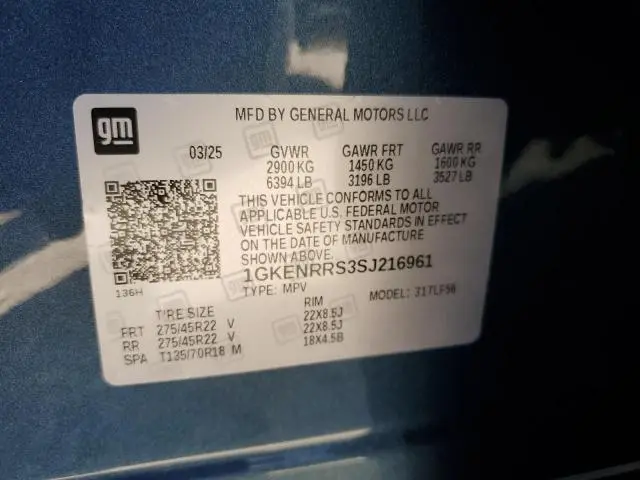 gm
MFD BY GENERAL MOTORS LLC
03/25 GVWR GAWR FRT GAWR RR
2900 KG 1450 KG 1600 KG
6394 LB 3196 LB 3527 LB
THIS VEHICLE CONFORMS TO ALL
APPLICABLE U.S. FEDERAL MOTOR
VEHICLE SAFETY STANDARDS IN EFFECT
ON THE DATE OF MANUFACTURE
SHOWN ABOVE.
1GKENRRS3SJ216961
136H
TYPE: MPV MODEL: 31TLF56
TIRE SIZE RIM
FRT 275/45R22 V 22X8.5J
RR 275/45R22 V 22X8.5J
SPA T135/70R18 M 18X4.5B